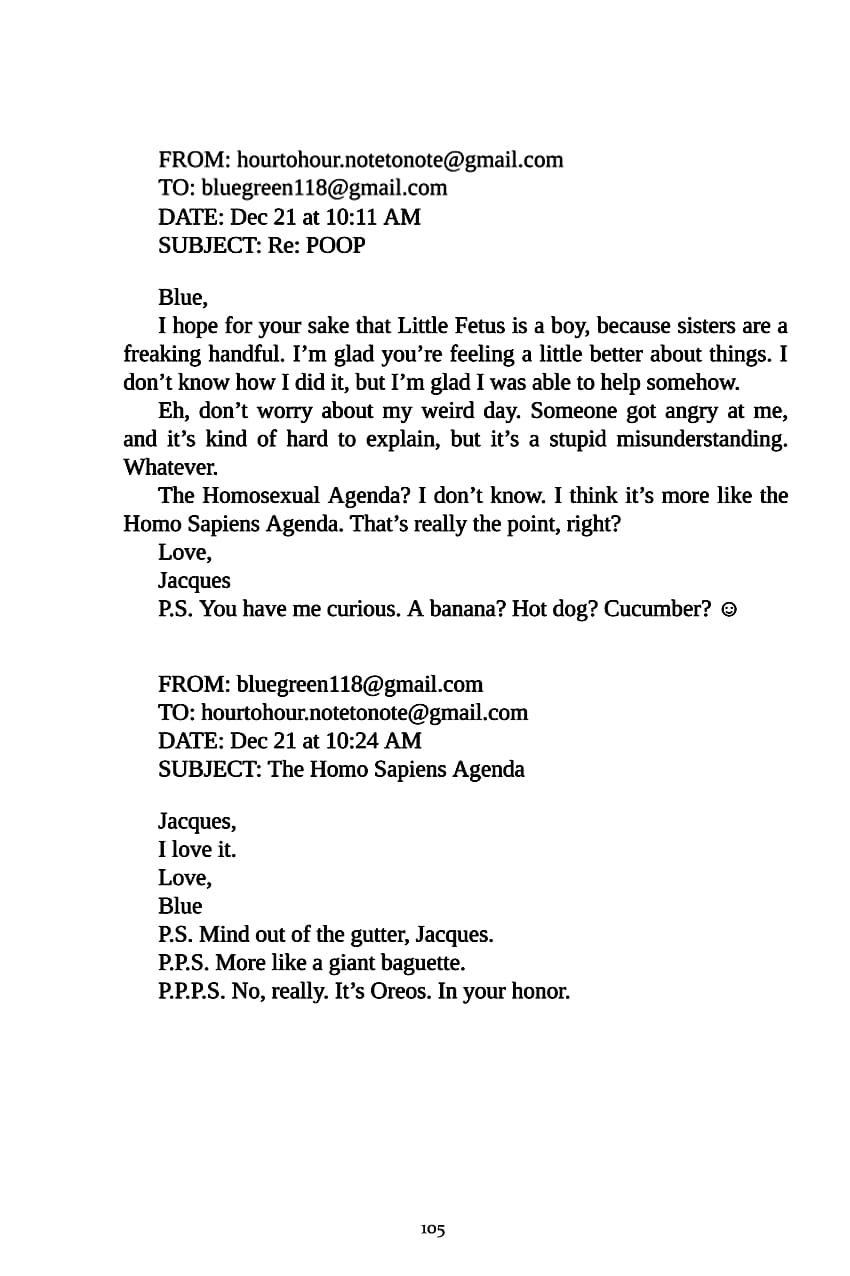 FROM: hourtohour.notetonote@gmail.com
TO: bluegreen118@gmail.com
DATE: Dec 21 at 10:11 AM
SUBJECT: Re: POOP
Blue,
I hope for your sake that Little Fetus is a boy, because sisters are a
freaking handful. I’m glad you’re feeling a little better about things. I
don’t know how I did it, but I’m glad I was able to help somehow.
Eh, don’t worry about my weird day. Someone got angry at me,
and it’s kind of hard to explain, but it’s a stupid misunderstanding.
Whatever.
The Homosexual Agenda? I don’t know. I think it’s more like the
Homo Sapiens Agenda. That’s really the point, right?
Love,
Jacques
P.S. You have me curious. A banana? Hot dog? Cucumber? ☺
FROM: bluegreen118@gmail.com
TO: hourtohour.notetonote@gmail.com
DATE: Dec 21 at 10:24 AM
SUBJECT: The Homo Sapiens Agenda
Jacques,
I love it.
Love,
Blue
P.S. Mind out of the gutter, Jacques.
P.P.S. More like a giant baguette.
P.P.P.S. No, really. It’s Oreos. In your honor.
105